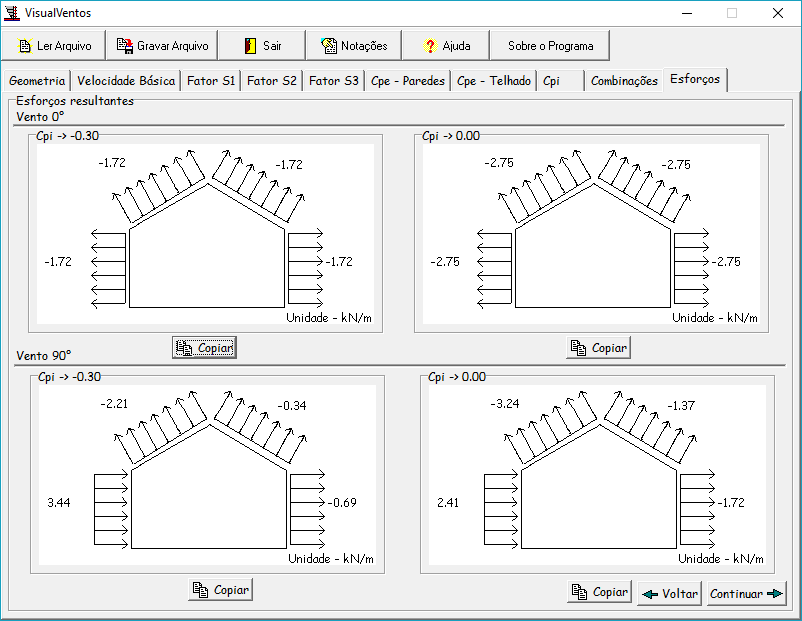 VisualVentos
Ler Arquivo Gravar Arquivo Sair Notações Ajuda Sobre o Programa
Geometria Velocidade Básica Fator S1 Fator S2 Fator S3 Cpe - Paredes Cpe - Telhado Cpi Combinações Esforços
Esforços resultantes
Vento 0°
Cpi -> -0.30 Cpi -> 0.00
-1.72 -1.72 -2.75 -2.75
-1.72 -1.72 -2.75 -2.75
Unidade - kN/m Unidade - kN/m
Copiar Copiar
Vento 90°
Cpi -> -0.30 Cpi -> 0.00
-2.21 -0.34 -3.24 -1.37
3.44 -0.69 2.41 -1.72
Unidade - kN/m Unidade - kN/m
Copiar Copiar Voltar Continuar